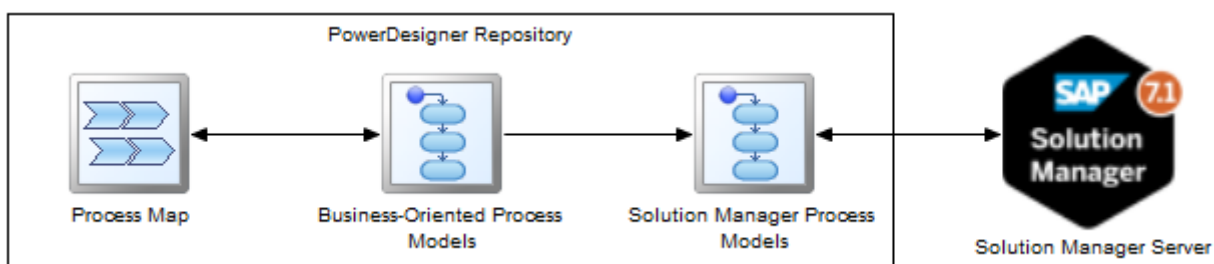 PowerDesigner Repository
SAP 7.1
Solution
Manager
Process Map
Business-Oriented Process
Models
Solution Manager Process
Models
Solution Manager Server